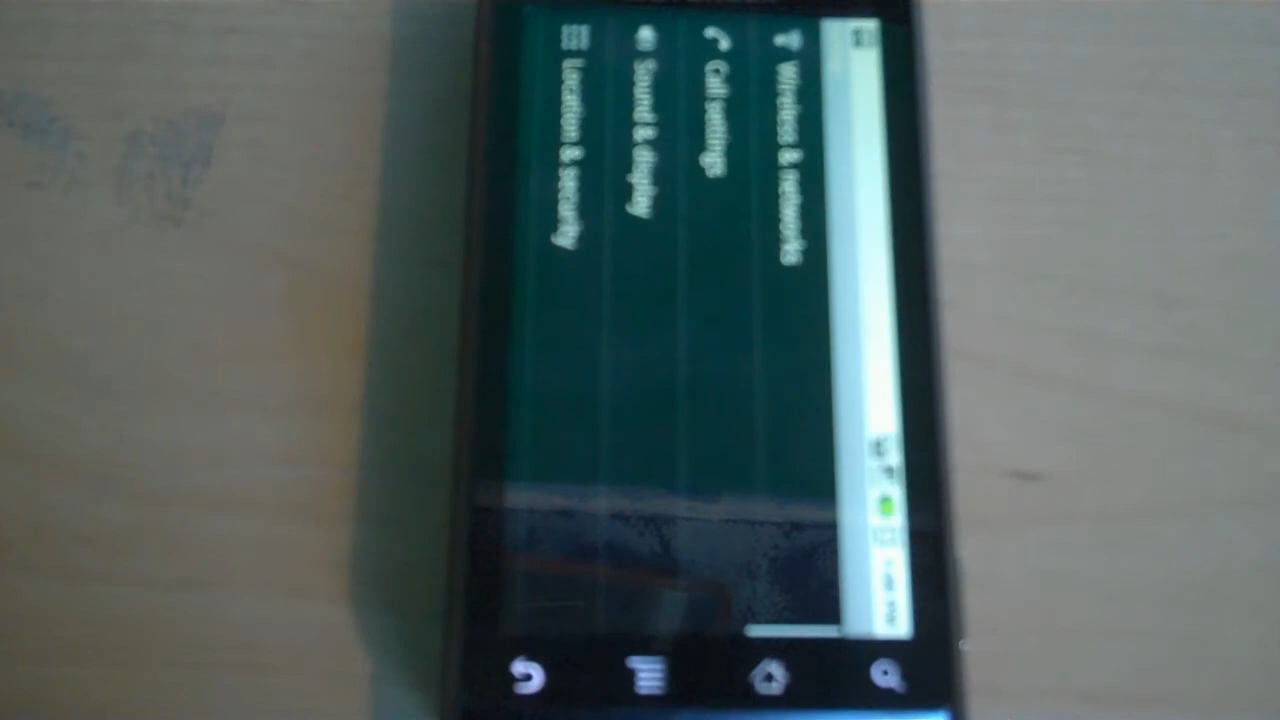 Wireless & networks
Call settings
Sound & display
Location & security